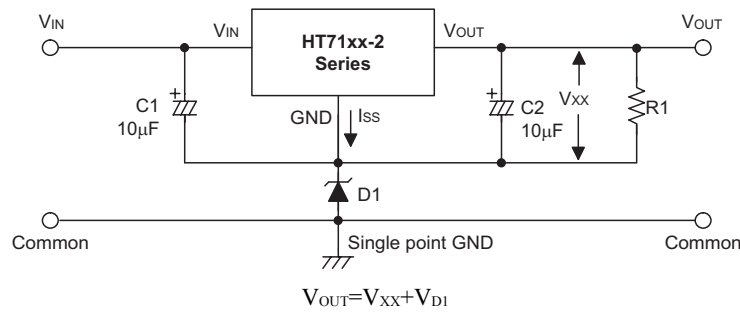 VIN
VIN
HT71xx-2
Series
VOUT
VOUT
C1
10μF
GND
ISS
C2
10μF
VXX
R1
D1
Common
Single point GND
Common
VOUT=VXX+VD1